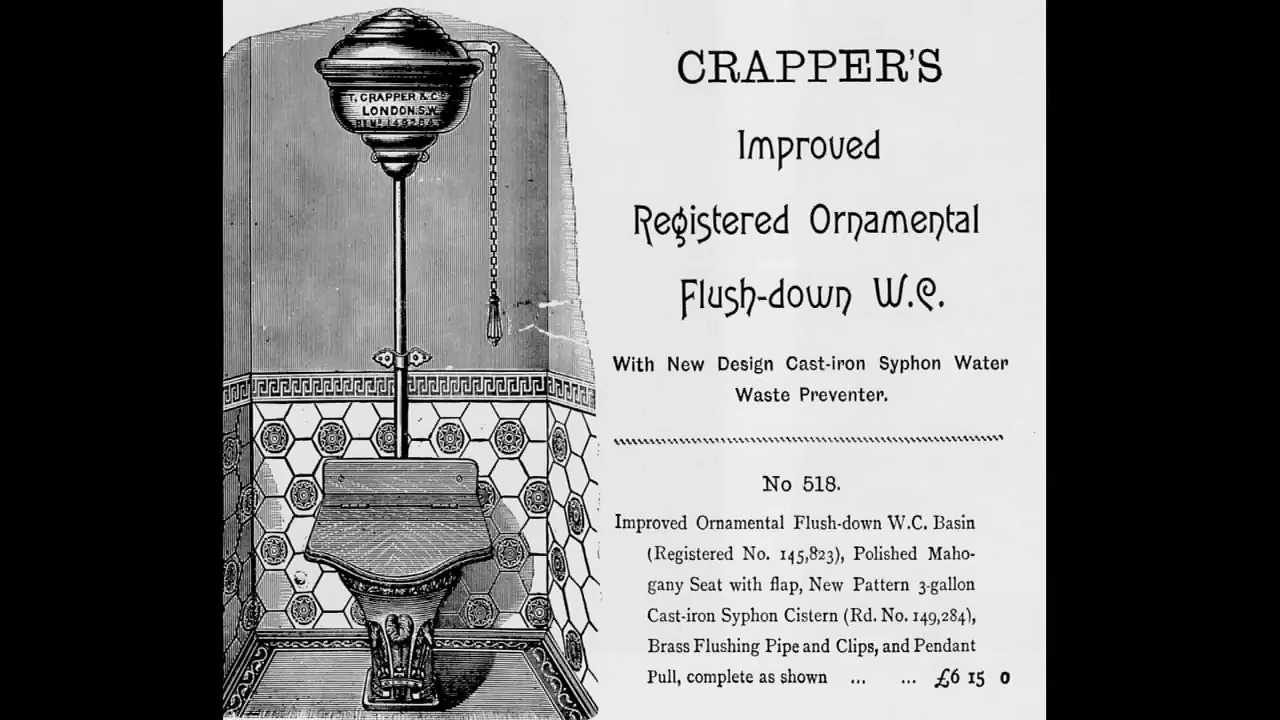 T. CRAPPER & Co
LONDON.S.W.
CRAPPER'S
Improved
Registered Ornamental
Flush-down W.C.
With New Design Cast-iron Syphon Water
Waste Preventer.
No 518.
Improved Ornamental Flush-down W.C. Basin
(Registered No. 145,823), Polished Maho-
gany Seat with flap, New Pattern 3-gallon
Cast-iron Syphon Cistern (Rd. No. 149,284),
Brass Flushing Pipe and Clips, and Pendant
Pull, complete as shown ... ... £6 15 0